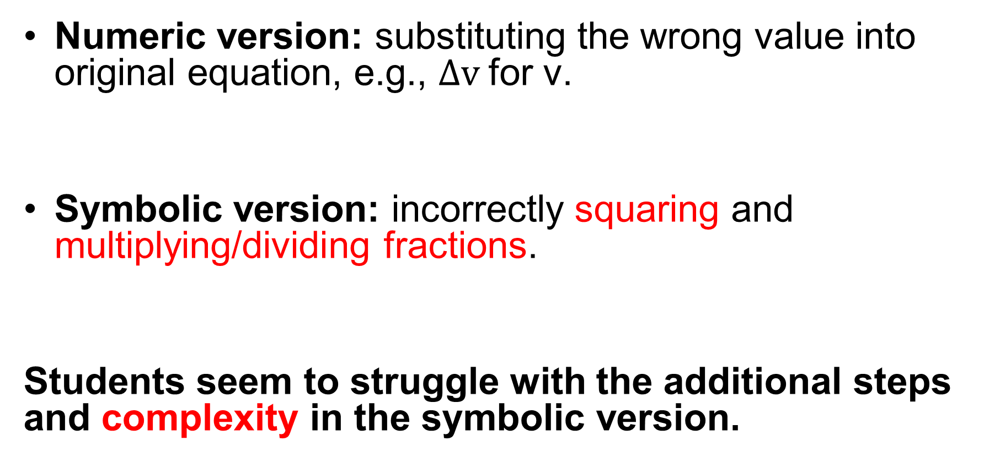 • Numeric version: substituting the wrong value into
original equation, e.g., Δv for v.
• Symbolic version: incorrectly squaring and
multiplying/dividing fractions.
Students seem to struggle with the additional steps
and complexity in the symbolic version.